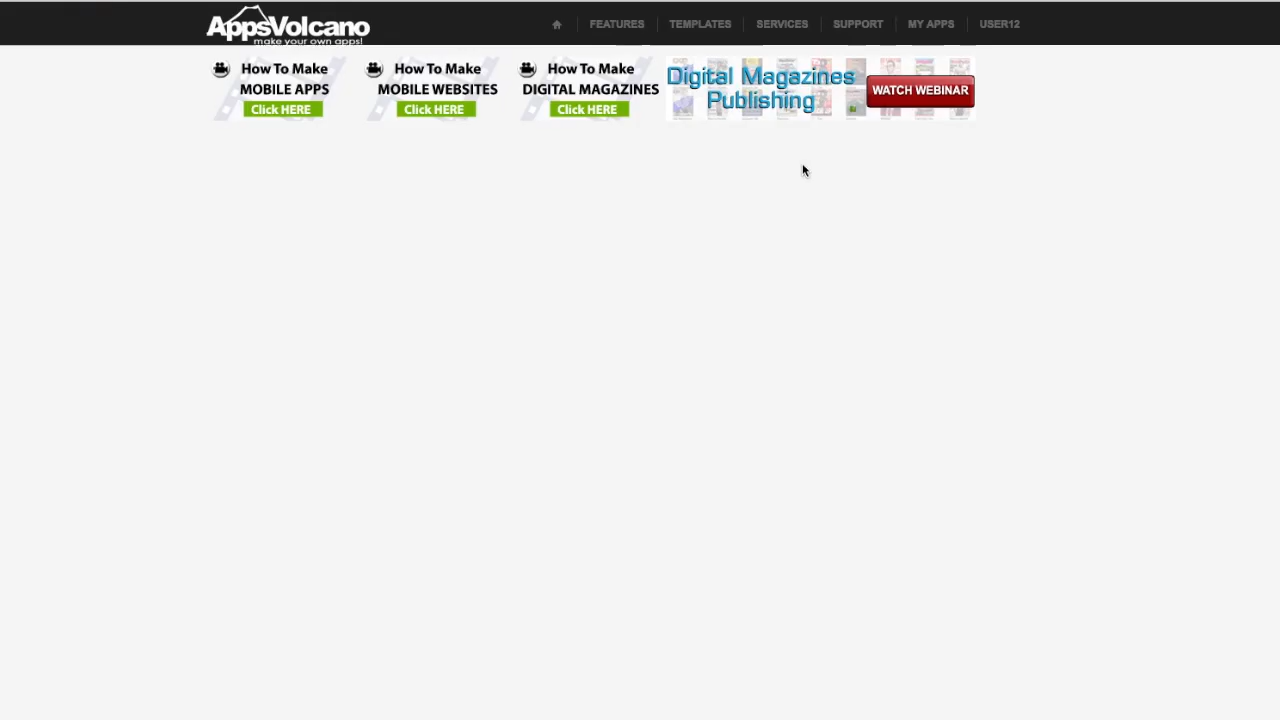 AppsVolcano
make your own apps!
FEATURES
TEMPLATES
SERVICES
SUPPORT
MY APPS
USER12
How To Make
MOBILE APPS
Click HERE
How To Make
MOBILE WEBSITES
Click HERE
How To Make
DIGITAL MAGAZINES
Click HERE
Digital Magazines
Publishing
WATCH WEBINAR